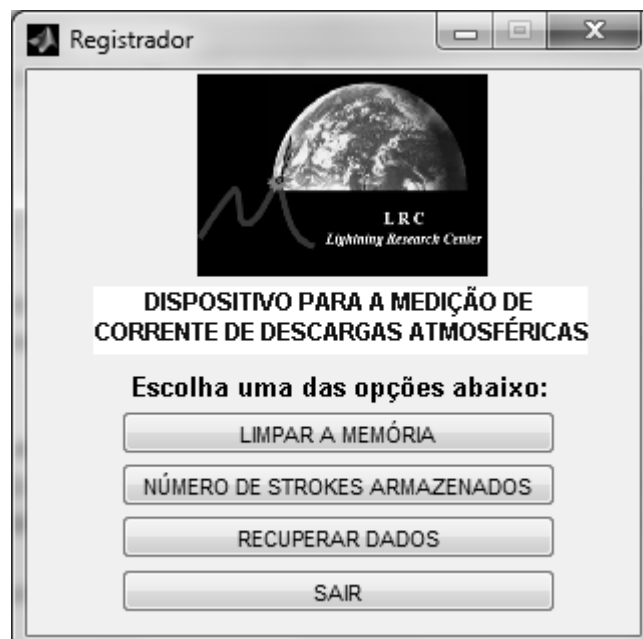 Registrador
L R C
Lightning Research Center
DISPOSITIVO PARA A MEDIÇÃO DE
CORRENTE DE DESCARGAS ATMOSFÉRICAS
Escolha uma das opções abaixo:
LIMPAR A MEMÓRIA
NÚMERO DE STROKES ARMAZENADOS
RECUPERAR DADOS
SAIR